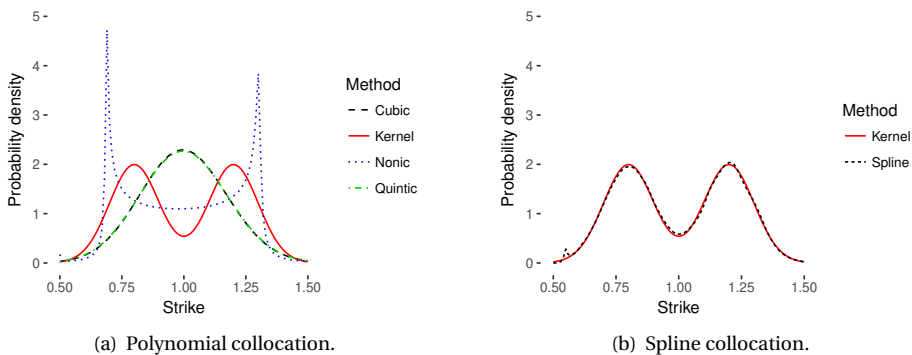 5
4
3
2
1
0
Probability density
0.50
0.75
1.00
1.25
1.50
Strike
Method
Cubic
Kernel
Nonic
Quintic
(a) Polynomial collocation.
5
4
3
2
1
0
Probability density
0.50
0.75
1.00
1.25
1.50
Strike
Method
Kernel
Spline
(b) Spline collocation.